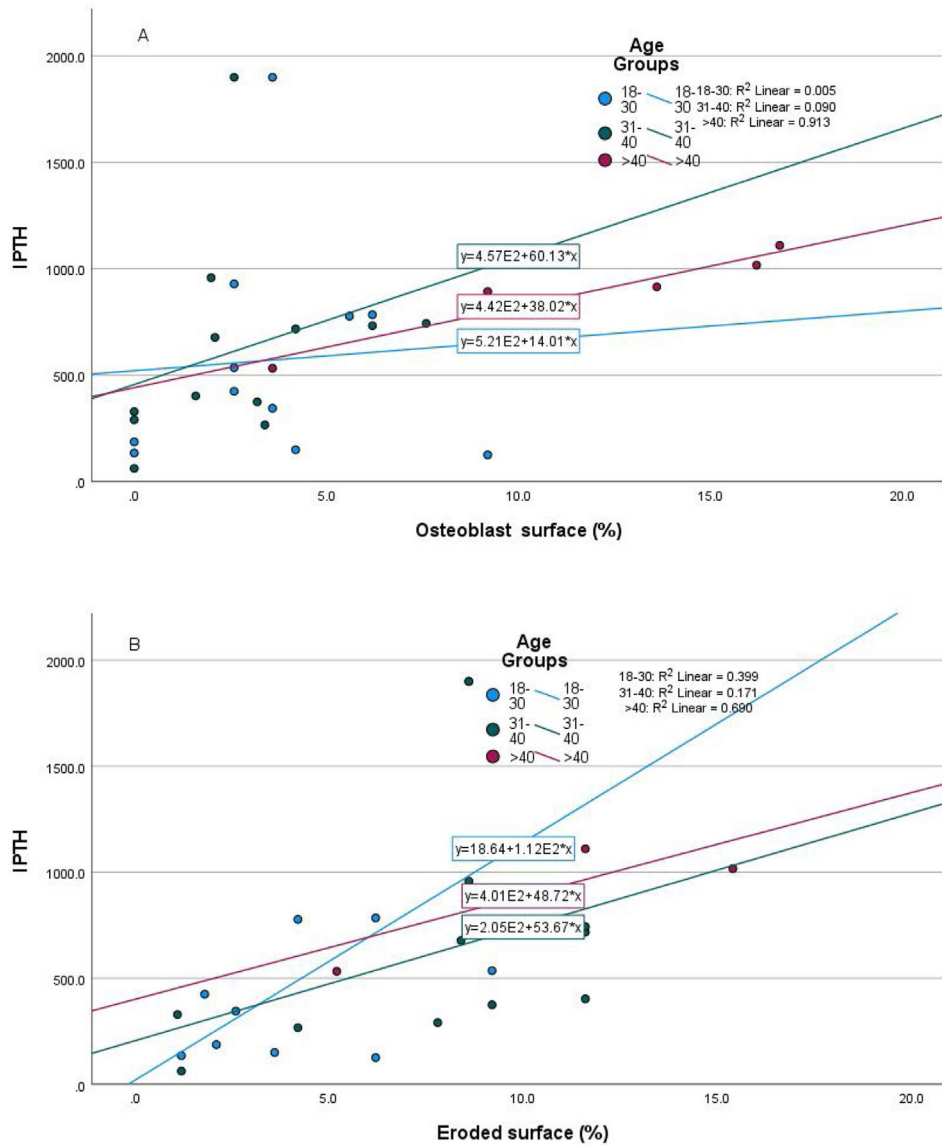 A
2000.0
1500.0
1000.0
500.0
.0
IPTH
Age
Groups
18-
30
18-
30
31-
40
31-
40
>40
>40
18-30: R² Linear = 0.005
31-40: R² Linear = 0.090
>40: R² Linear = 0.913
y=4.57E2+60.13*x
y=4.42E2+38.02*x
y=5.21E2+14.01*x
.0 5.0 10.0 15.0 20.0
Osteoblast surface (%)
B
2000.0
1500.0
1000.0
500.0
.0
IPTH
Age
Groups
18-
30
18-
30
31-
40
31-
40
>40
>40
18-30: R² Linear = 0.399
31-40: R² Linear = 0.171
>40: R² Linear = 0.690
y=18.64+1.12E2*x
y=4.01E2+48.72*x
y=2.05E2+53.67*x
.0 5.0 10.0 15.0 20.0
Eroded surface (%)